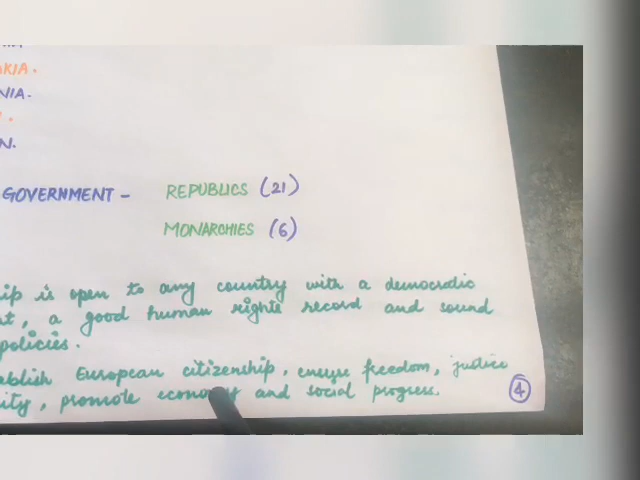 KIA.
NIA.
N.
GOVERNMENT - REPUBLICS (21)
MONARCHIES (6)
ip is open to any country with a democratic
t, a good human rights record and sound
policies.
ablish European citizenship, ensure freedom, justice
ity, promote economy and social progress.
4